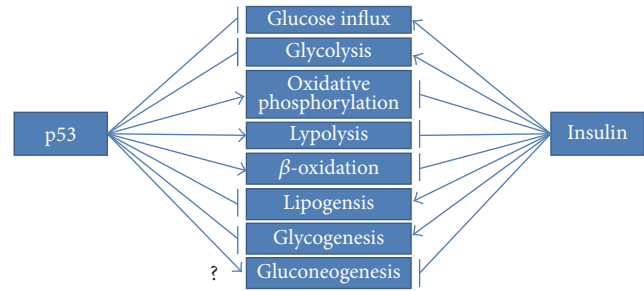 Glucose influx
Glycolysis
Oxidative
phosphorylation
p53
Lypolysis
Insulin
β-oxidation
Lipogensis
Glycogenesis
?
Gluconeogenesis